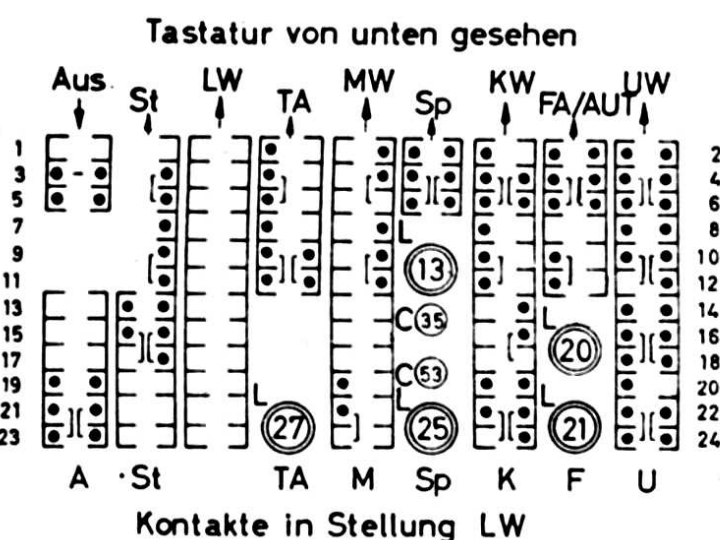 Tastatur von unten gesehen
Aus St LW TA MW Sp KW FA/AUT UW
1 2
3 4
5 6
7 L 8
9 13 10
11 12
13 C 35 L 14
15 20 16
17 C 53 18
19 L L L 20
21 27 25 21 22
23 24
A St TA M Sp K F U
Kontakte in Stellung LW